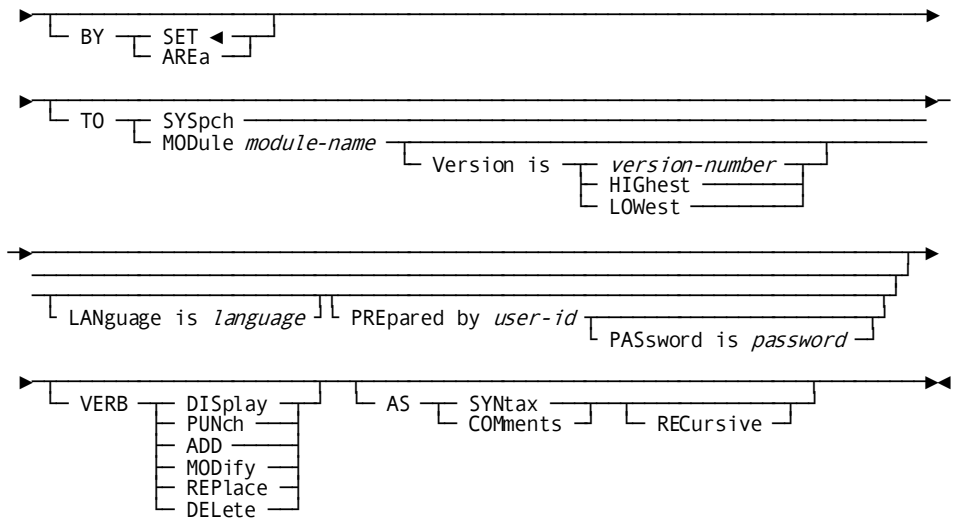 BY SET
AREa
TO SYSpch
MODule module-name
Version is version-number
HIGhest
LOWest
LANguage is language PREpared by user-id
PASsword is password
VERB DISplay AS SYNtax
PUNch COMments RECursive
ADD
MODify
REPlace
DELete